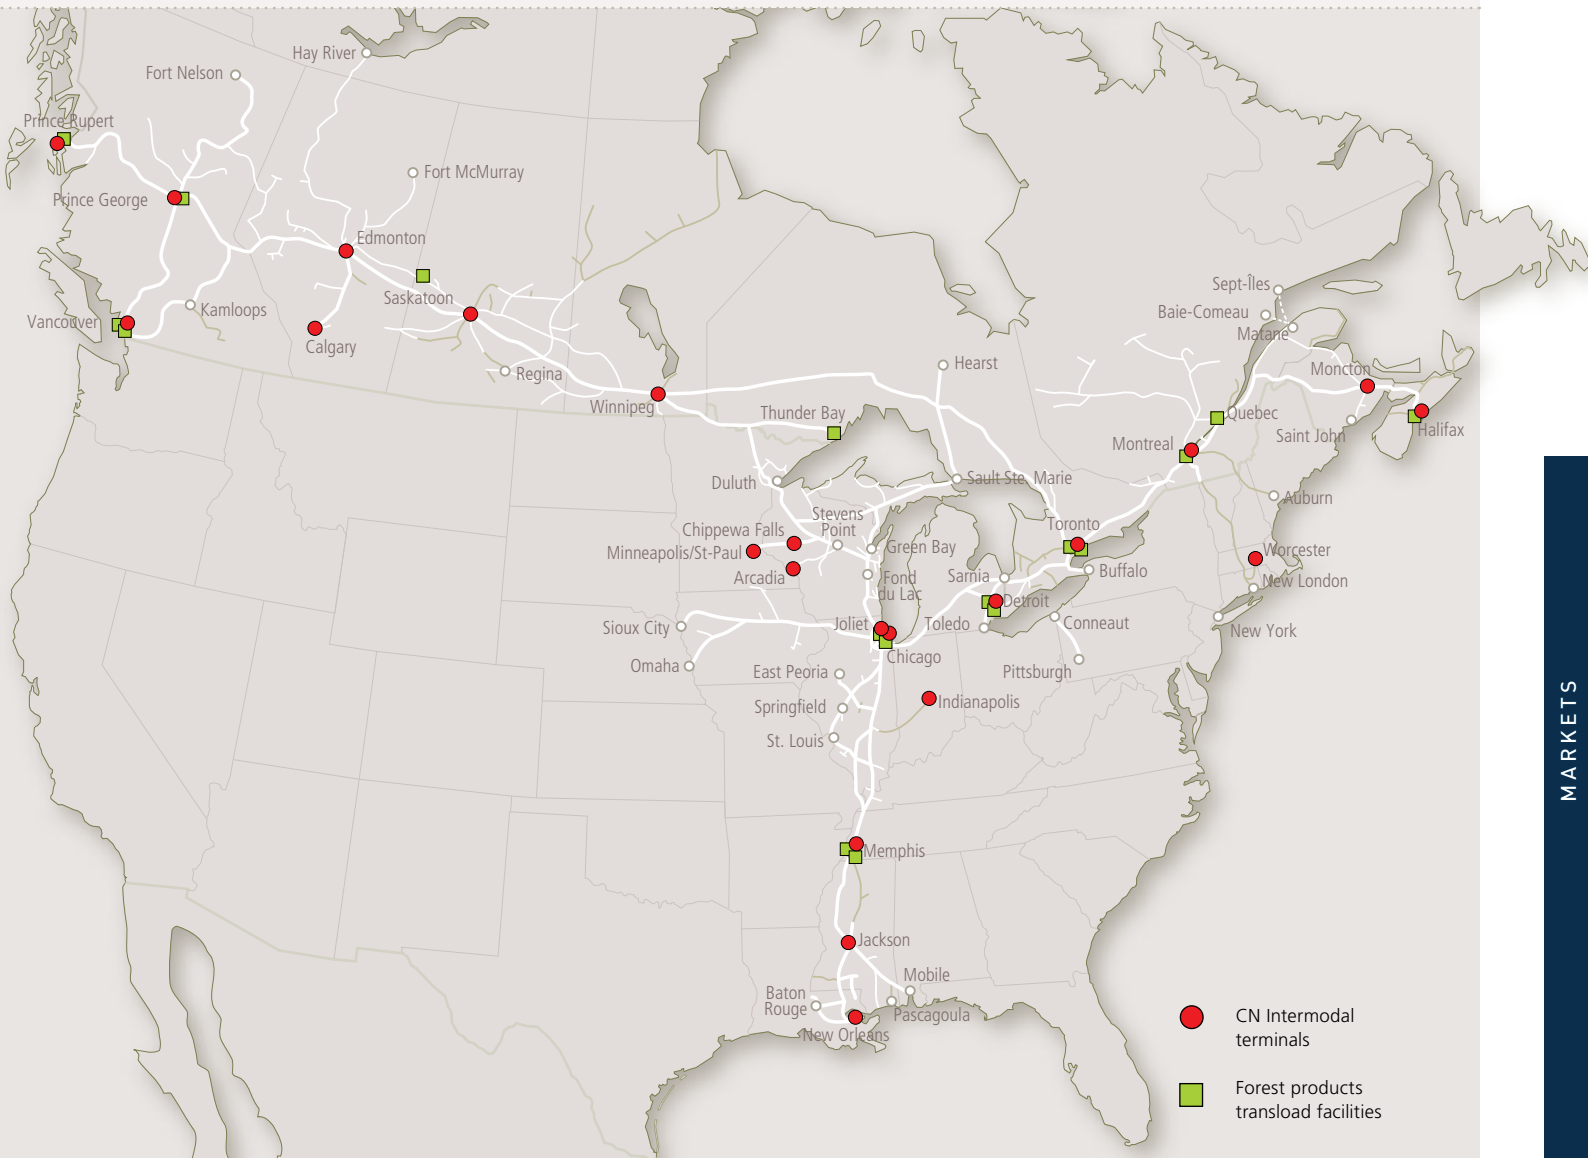 Hay River
Fort Nelson
Prince Rupert
Fort McMurray
Prince George
Edmonton
Saskatoon
Kamloops
Vancouver
Calgary
Regina
Winnipeg
Thunder Bay
Hearst
Sept-Îles
Baie-Comeau
Matane
Moncton
Quebec
Saint John
Halifax
Montreal
Duluth
Sault Ste. Marie
Auburn
Stevens
Point
Chippewa Falls
Minneapolis/St-Paul
Arcadia
Green Bay
Toronto
Worcester
Fond
du Lac
Sarnia
Buffalo
New London
Detroit
Sioux City
Joliet
Toledo
Conneaut
New York
Omaha
Chicago
East Peoria
Pittsburgh
Springfield
Indianapolis
St. Louis
Memphis
Jackson
Mobile
Baton
Rouge
Pascagoula
New Orleans
CN Intermodal
terminals
Forest products
transload facilities
MARKETS